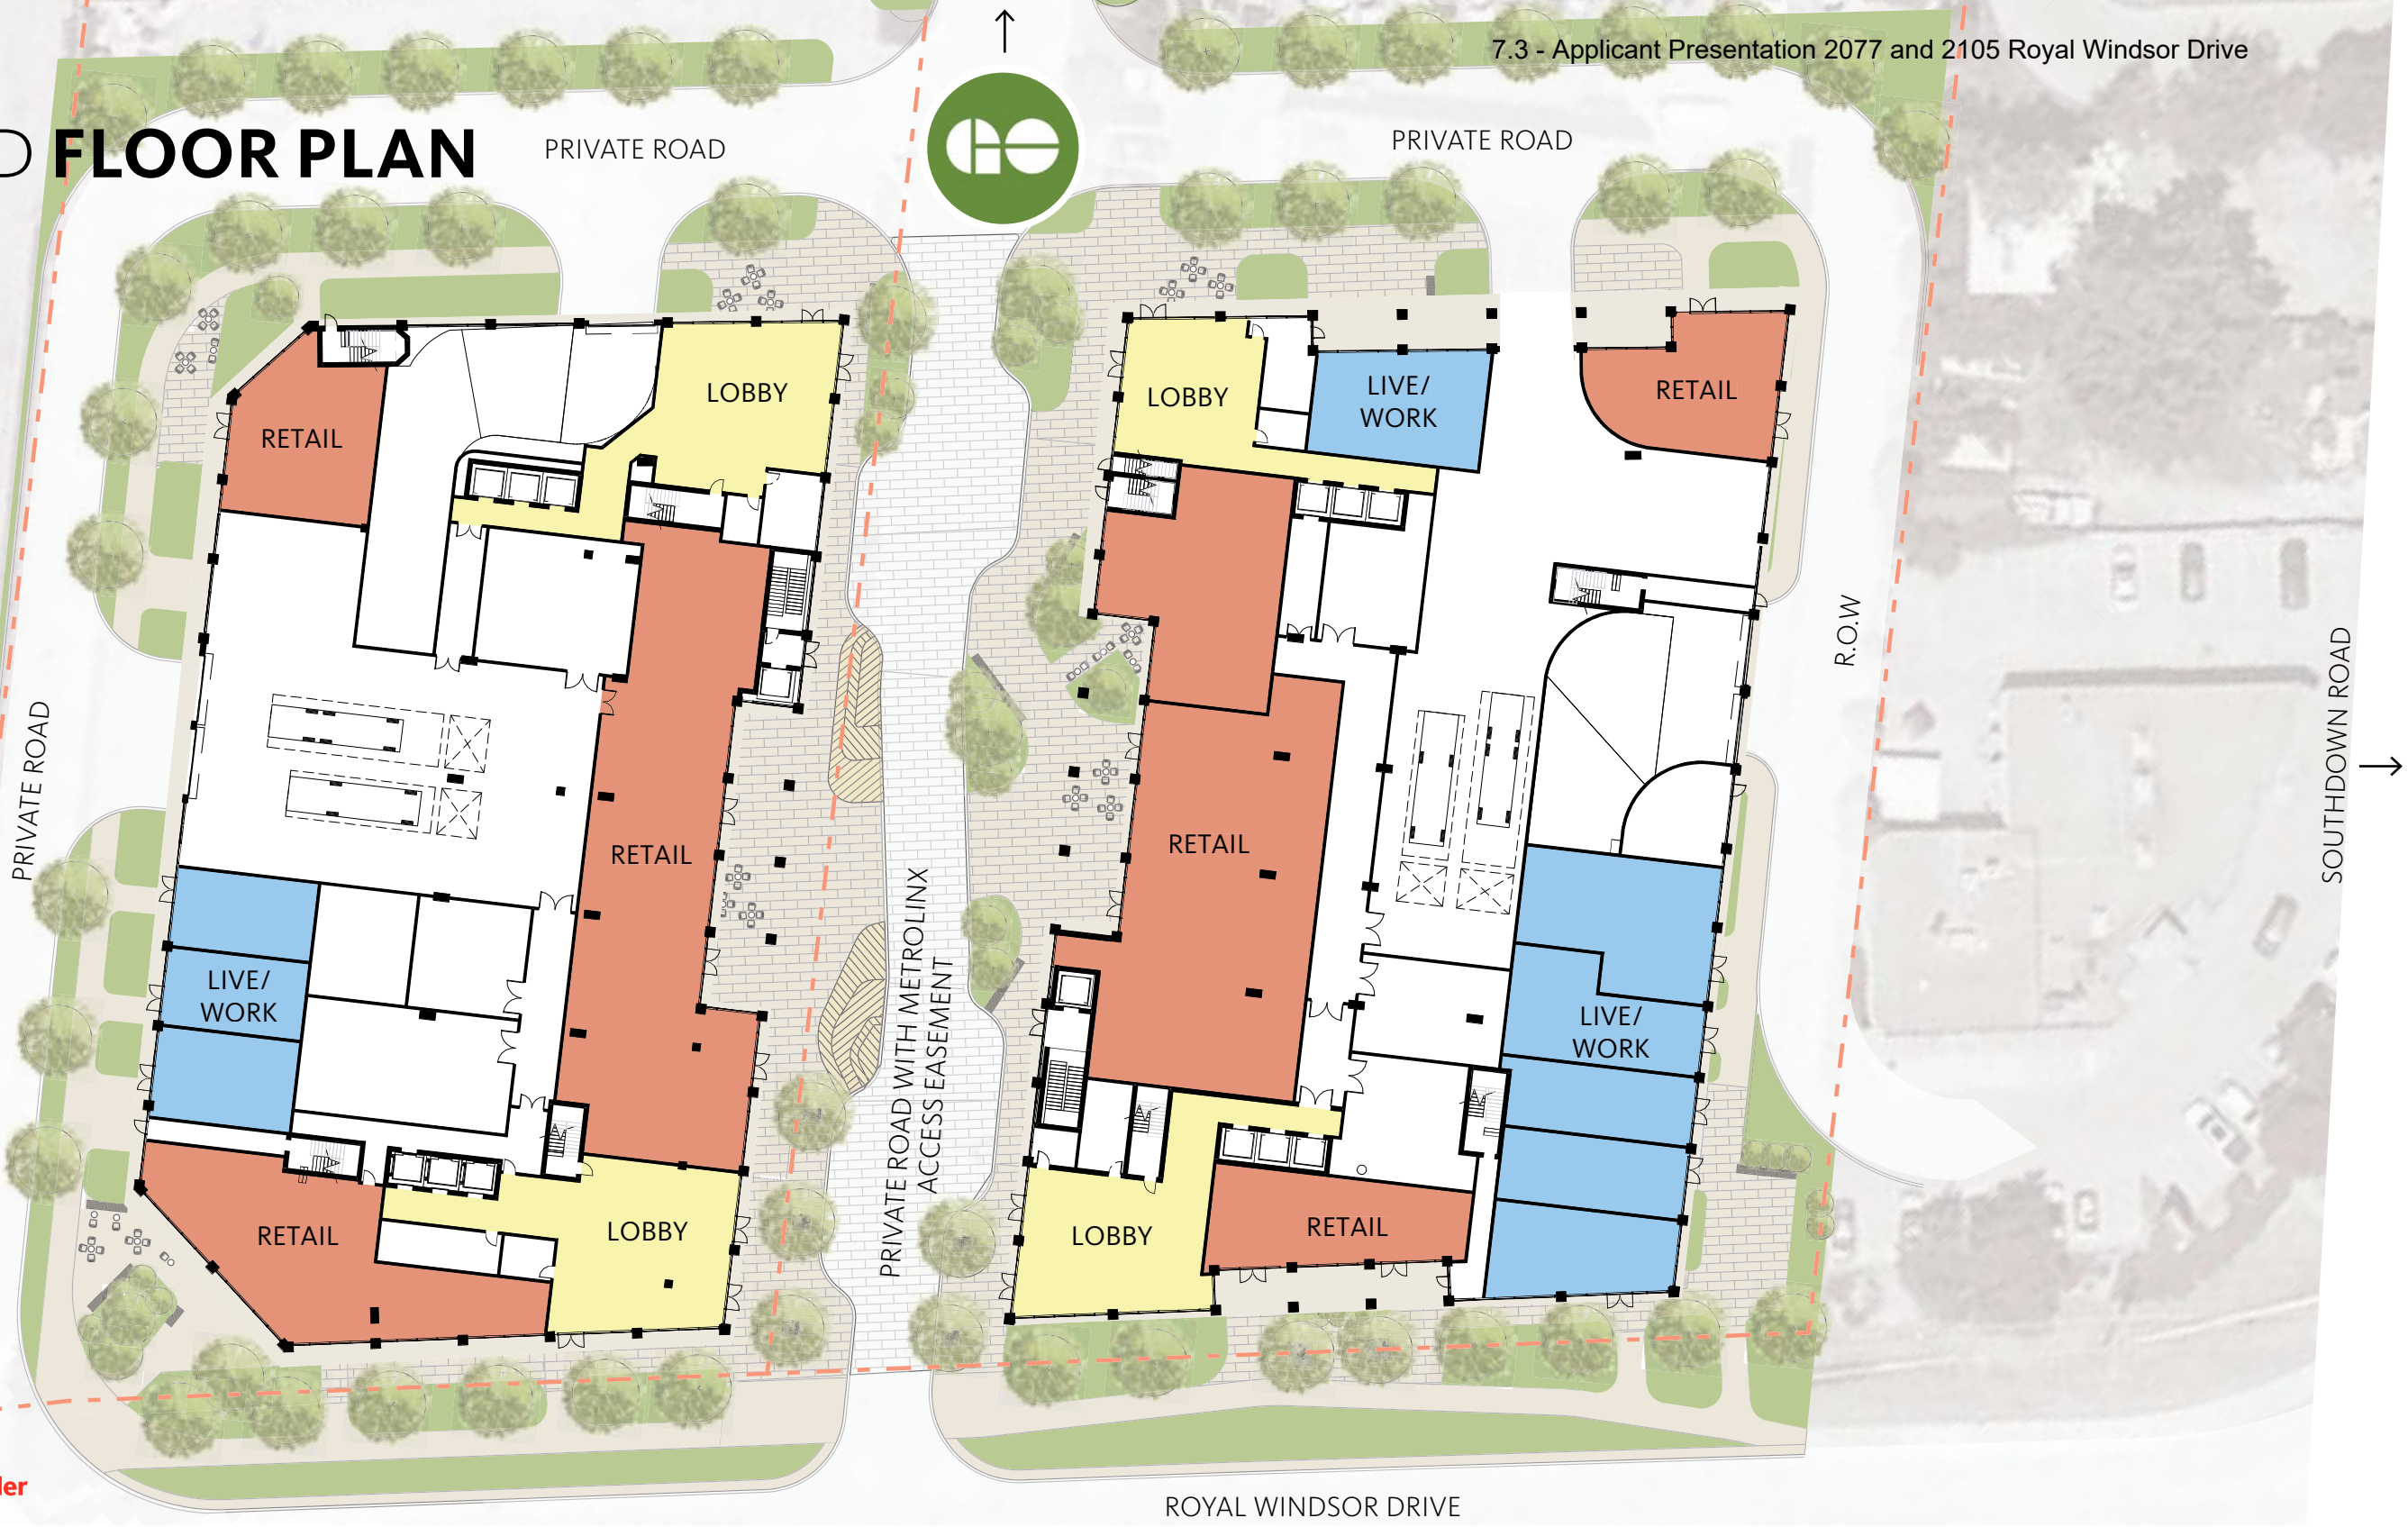 7.3 - Applicant Presentation 2077 and 2105 Royal Windsor Drive
FLOOR PLAN
PRIVATE ROAD
GO
PRIVATE ROAD
LOBBY
RETAIL
LOBBY
LIVE/
WORK
RETAIL
PRIVATE ROAD
RETAIL
LIVE/
WORK
PRIVATE ROAD WITH METROLINX
ACCESS EASEMENT
RETAIL
LIVE/
WORK
R.O.W
SOUTHDOWN ROAD
RETAIL
LOBBY
LOBBY
RETAIL
ROYAL WINDSOR DRIVE